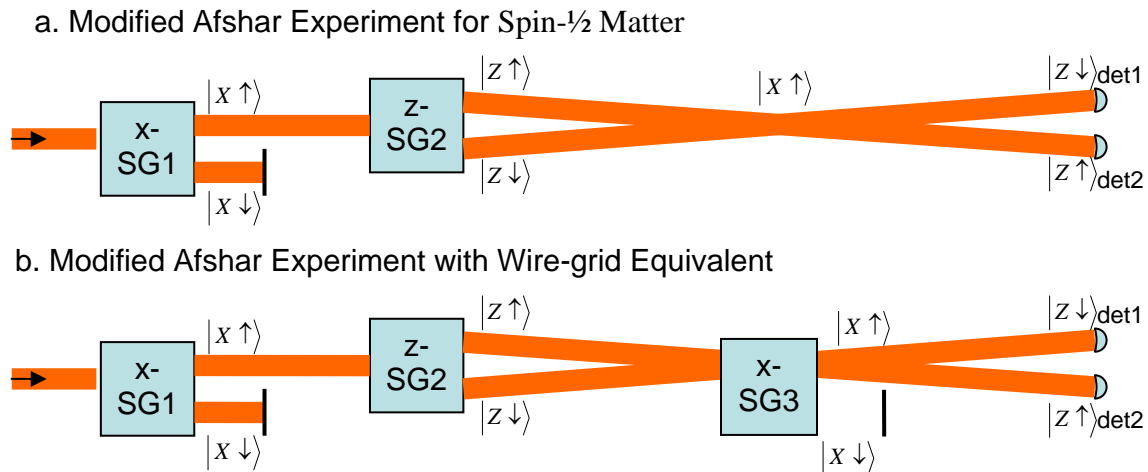 a. Modified Afshar Experiment for Spin-½ Matter
|X ↑⟩
|Z ↑⟩
|X ↑⟩
|Z ↓⟩det1
x-
SG1
z-
SG2
|X ↓⟩
|Z ↓⟩
|Z ↑⟩det2
b. Modified Afshar Experiment with Wire-grid Equivalent
|X ↑⟩
|Z ↑⟩
|X ↑⟩
|Z ↓⟩det1
x-
SG1
z-
SG2
x-
SG3
|X ↓⟩
|Z ↓⟩
|X ↓⟩
|Z ↑⟩det2